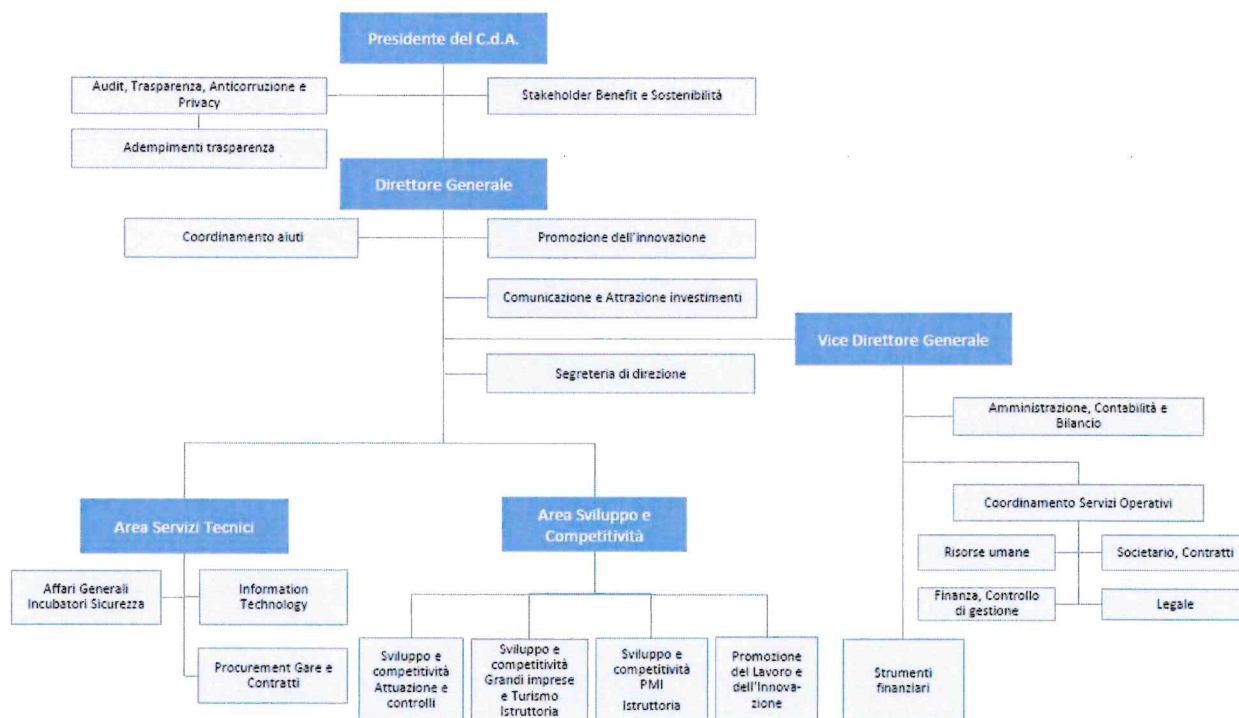 Presidente del C.d.A.
Audit, Trasparenza, Anticorruzione e
Privacy
Stakeholder Benefit e Sostenibilità
Adempimenti trasparenza
Direttore Generale
Coordinamento aiuti
Promozione dell'innovazione
Comunicazione e Attrazione investimenti
Vice Direttore Generale
Segreteria di direzione
Amministrazione, Contabilità e
Bilancio
Area Servizi Tecnici
Area Sviluppo e
Competitività
Coordinamento Servizi Operativi
Risorse umane
Societario, Contratti
Affari Generali
Incubatori Sicurezza
Information
Technology
Finanza, Controllo
di gestione
Legale
Procurement Gare e
Contratti
Sviluppo e
competitività
Attuazione e
controlli
Sviluppo e
competitività
Grandi imprese
e Turismo
Istruttoria
Sviluppo e
competitività
PMI
Istruttoria
Promozione
del Lavoro e
dell'Innova-
zione
Strumenti
finanziari